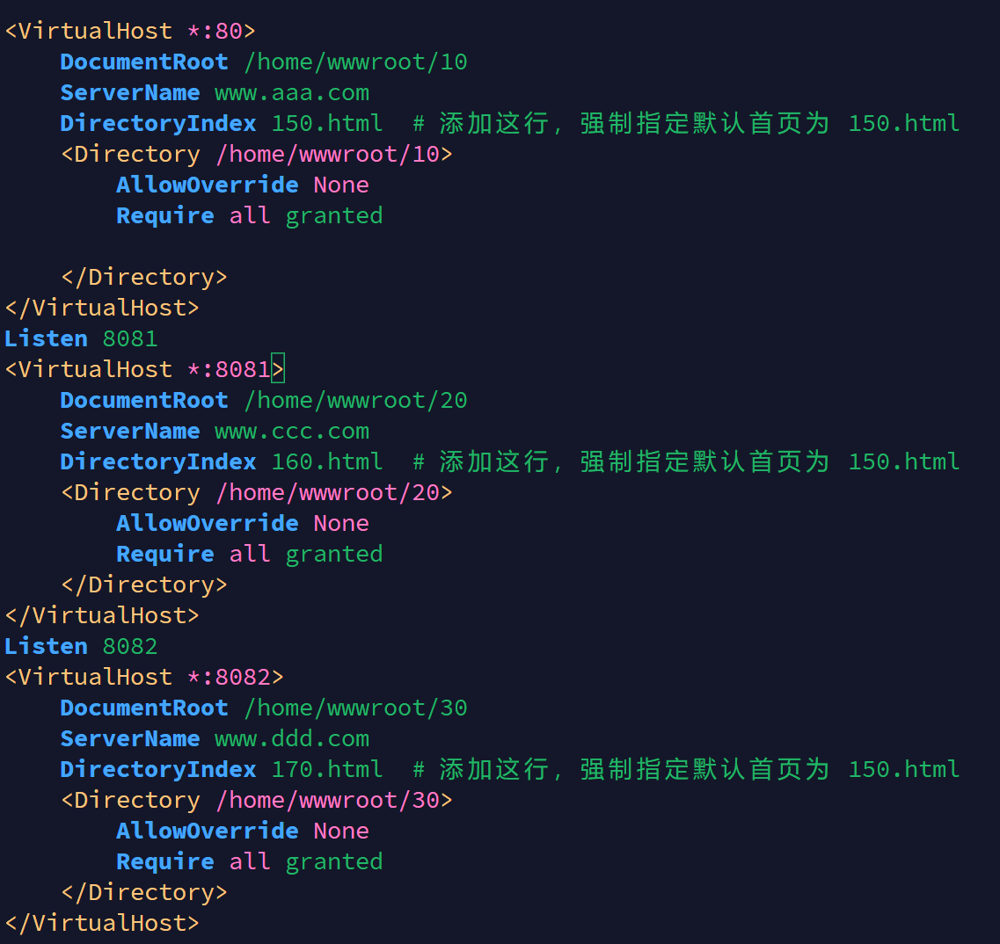 <VirtualHost *:80>
    DocumentRoot /home/wwwroot/10
    ServerName www.aaa.com
    DirectoryIndex 150.html  # 添加这行，强制指定默认首页为 150.html
    <Directory /home/wwwroot/10>
        AllowOverride None
        Require all granted

    </Directory>
</VirtualHost>
Listen 8081
<VirtualHost *:8081>
    DocumentRoot /home/wwwroot/20
    ServerName www.ccc.com
    DirectoryIndex 160.html  # 添加这行，强制指定默认首页为 150.html
    <Directory /home/wwwroot/20>
        AllowOverride None
        Require all granted
    </Directory>
</VirtualHost>
Listen 8082
<VirtualHost *:8082>
    DocumentRoot /home/wwwroot/30
    ServerName www.ddd.com
    DirectoryIndex 170.html  # 添加这行，强制指定默认首页为 150.html
    <Directory /home/wwwroot/30>
        AllowOverride None
        Require all granted
    </Directory>
</VirtualHost>